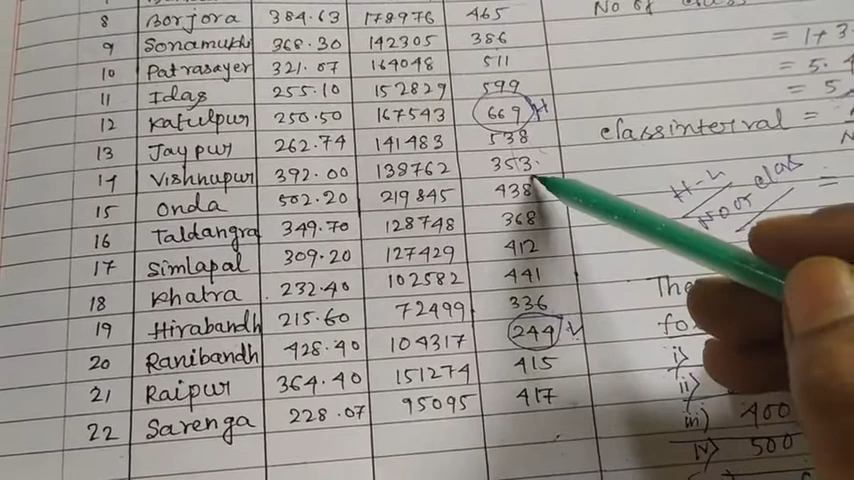 8 Borjora 384.63 178976 465
9 Sonamukhi 368.30 142305 386
10 Patrasayer 321.07 164048 511
11 Idas 255.10 152829 599
12 Katulpur 250.50 167543 669 H
13 Jaypur 262.74 141483 538
14 Vishnupur 392.00 138762 353
15 Onda 502.20 219845 438
16 Taldangra 349.70 128748 368
17 Simlapal 309.20 127429 412
18 Khatra 232.40 102582 441
19 Hirabandh 215.60 72499 336
20 Ranibandh 428.40 104317 244 L
21 Raipur 364.40 151274 415
22 Sarenga 228.07 95095 417
No of class
= 1+3.
= 5.4
= 5
classinterval =
H-L
No of class
=
The
fo
i)
ii)
iii) 400
iv) 500